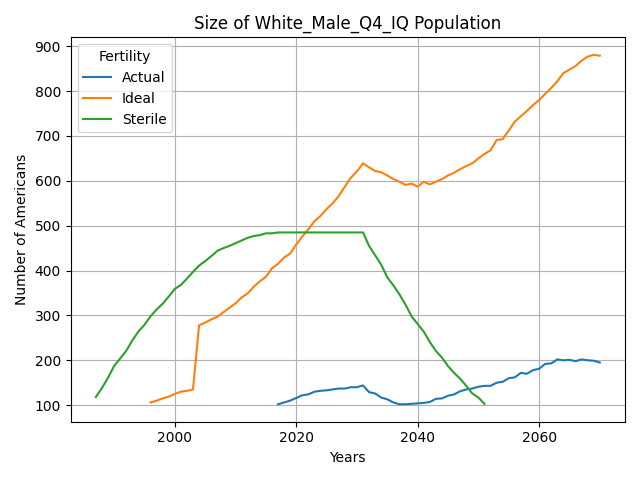 Size of White_Male_Q4_IQ Population
Fertility
Actual
Ideal
Sterile
Number of Americans
900
800
700
600
500
400
300
200
100
2000
2020
2040
2060
Years